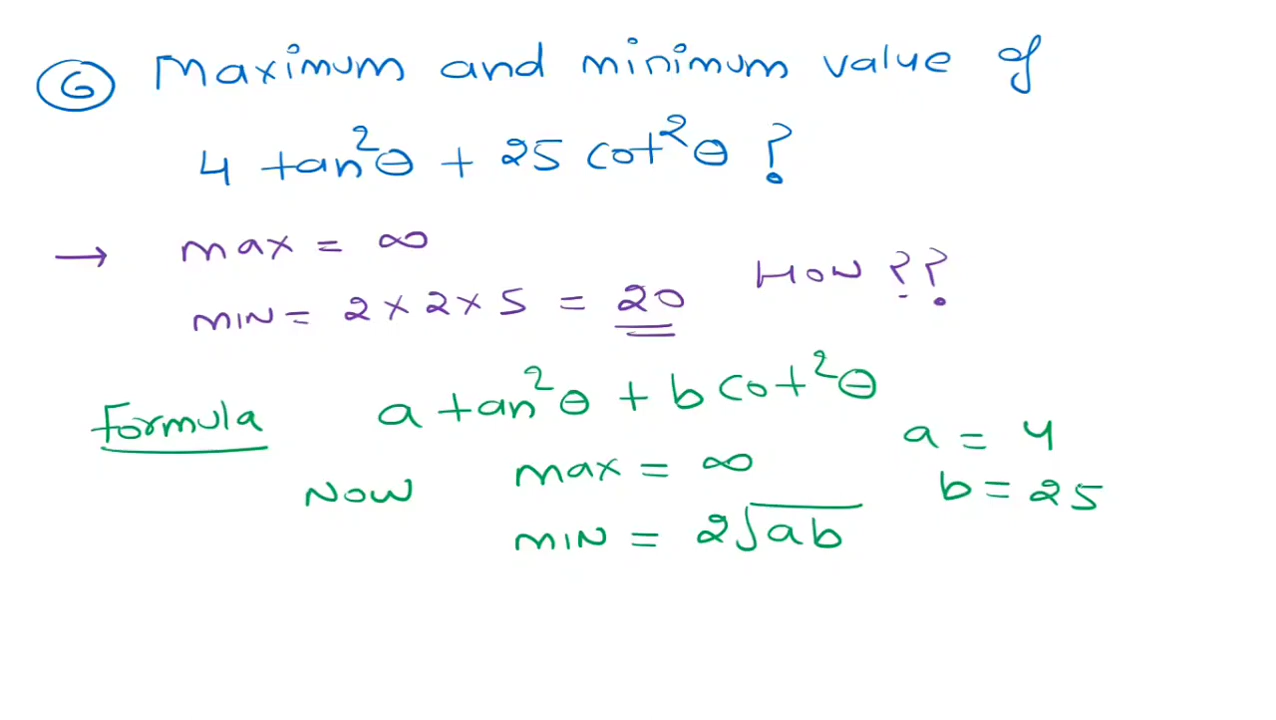 ⑥ Maximum and minimum value of
4 tan²θ + 25 cot²θ ?
→ max = ∞
MIN = 2 × 2 × 5 = 20 HOW ??
Formula a tan²θ + b cot²θ
a = 4
NOW max = ∞
b = 25
MIN = 2√ab